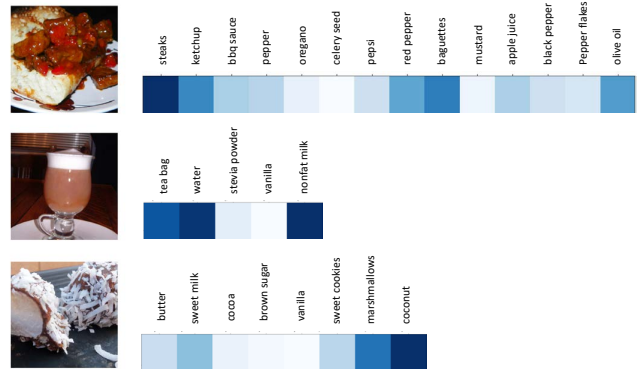 steaks
ketchup
bbq sauce
pepper
oregano
celery seed
pepsi
red pepper
baguettes
mustard
apple juice
black pepper
Pepper flakes
olive oil
tea bag
water
stevia powder
vanilla
nonfat milk
butter
sweet milk
cocoa
brown sugar
vanilla
sweet cookies
marshmallows
coconut